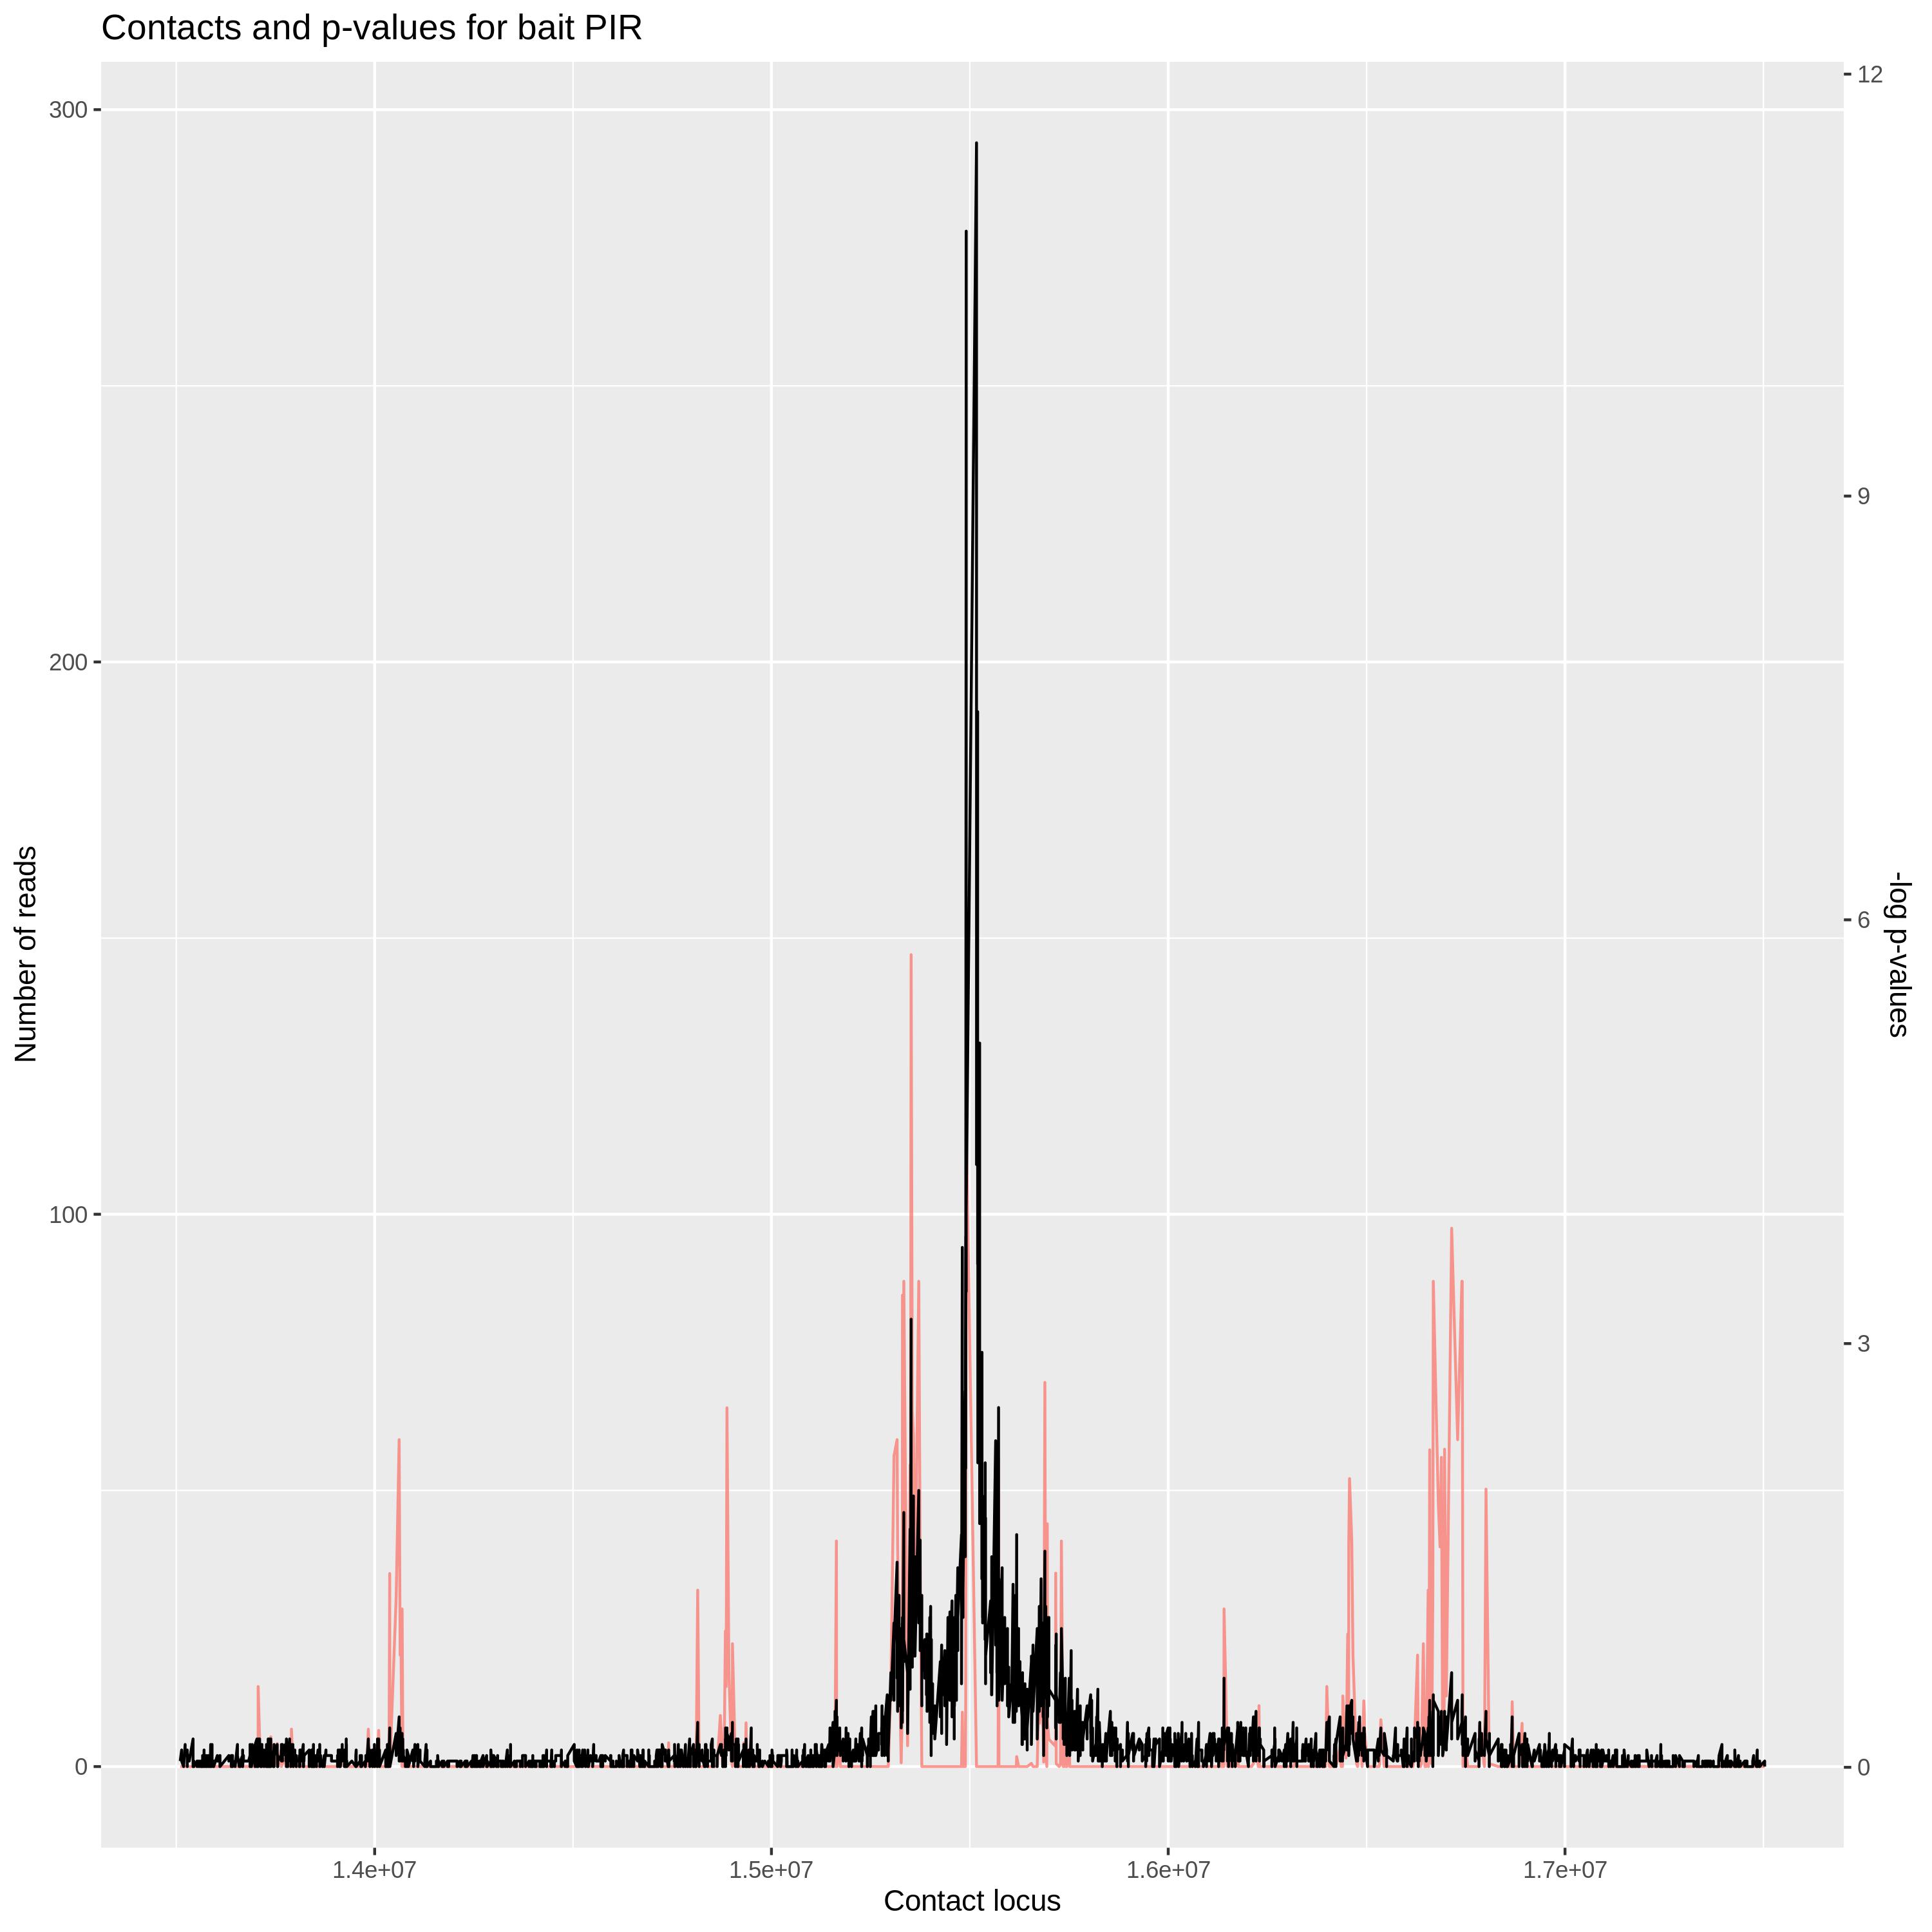 Contacts and p-values for bait PIR
Number of reads
300
200
100
0
12
9
6
3
0
-log p-values
1.4e+07
1.5e+07
1.6e+07
1.7e+07
Contact locus